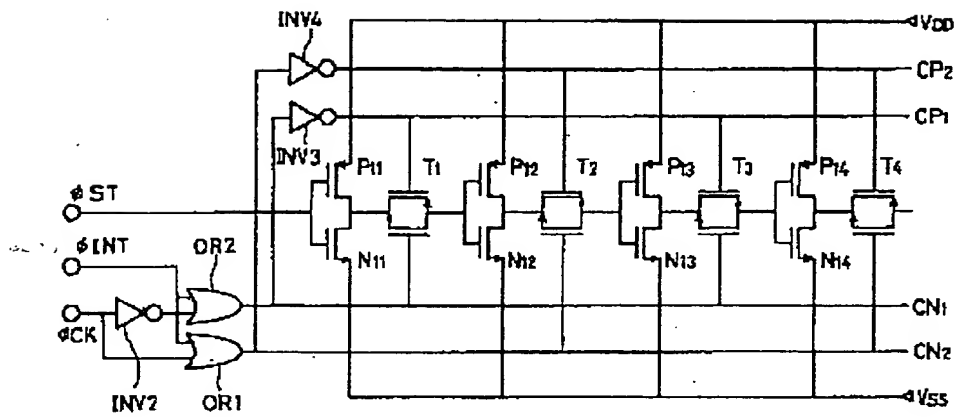 INV4
VDD
CP2
CP1
INV3
P11
T1
P12
T2
P13
T3
P14
T4
φST
φINT
OR2
N11
N12
N13
N14
CN1
φCK
CN2
INV2
OR1
VSS